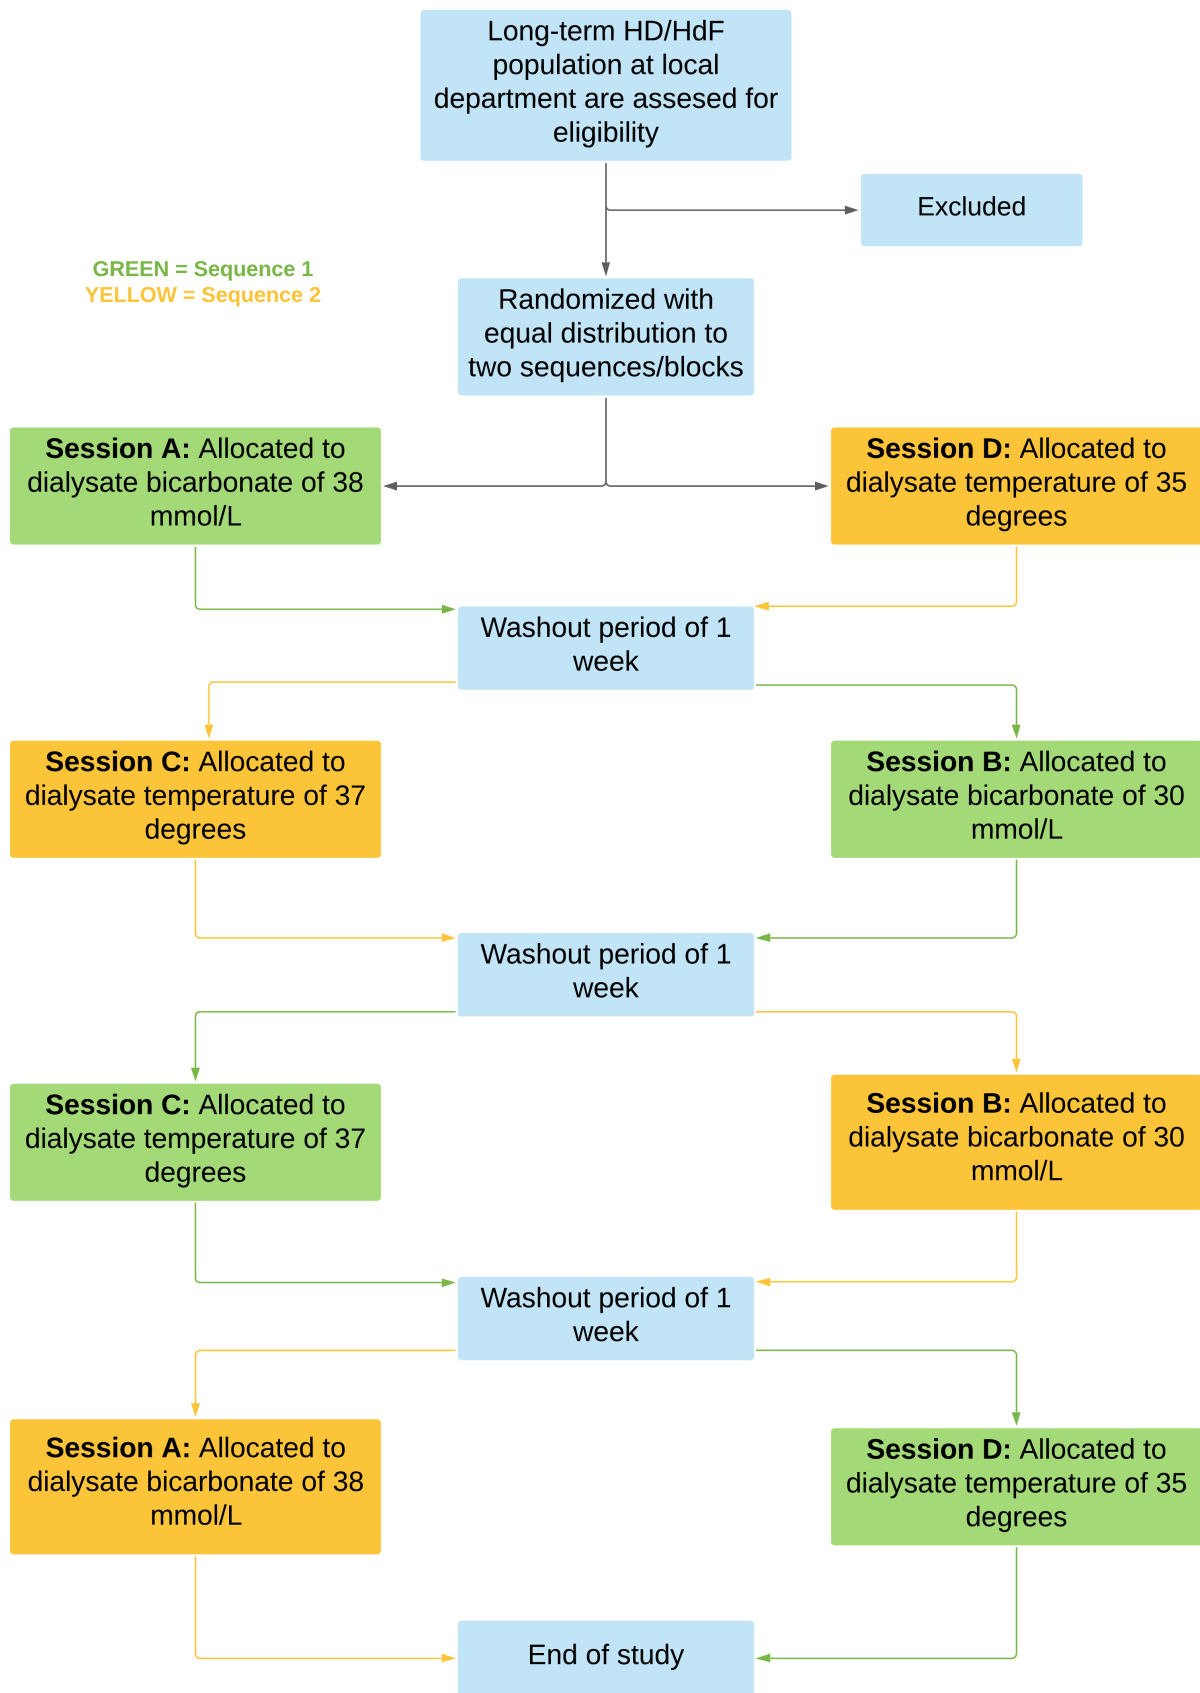 Long-term HD/HdF
population at local
department are assesed for
eligibility
Excluded
GREEN = Sequence 1
YELLOW = Sequence 2
Randomized with
equal distribution to
two sequences/blocks
Session A: Allocated to
dialysate bicarbonate of 38
mmol/L
Session D: Allocated to
dialysate temperature of 35
degrees
Washout period of 1
week
Session C: Allocated to
dialysate temperature of 37
degrees
Session B: Allocated to
dialysate bicarbonate of 30
mmol/L
Washout period of 1
week
Session C: Allocated to
dialysate temperature of 37
degrees
Session B: Allocated to
dialysate bicarbonate of 30
mmol/L
Washout period of 1
week
Session A: Allocated to
dialysate bicarbonate of 38
mmol/L
Session D: Allocated to
dialysate temperature of 35
degrees
End of study